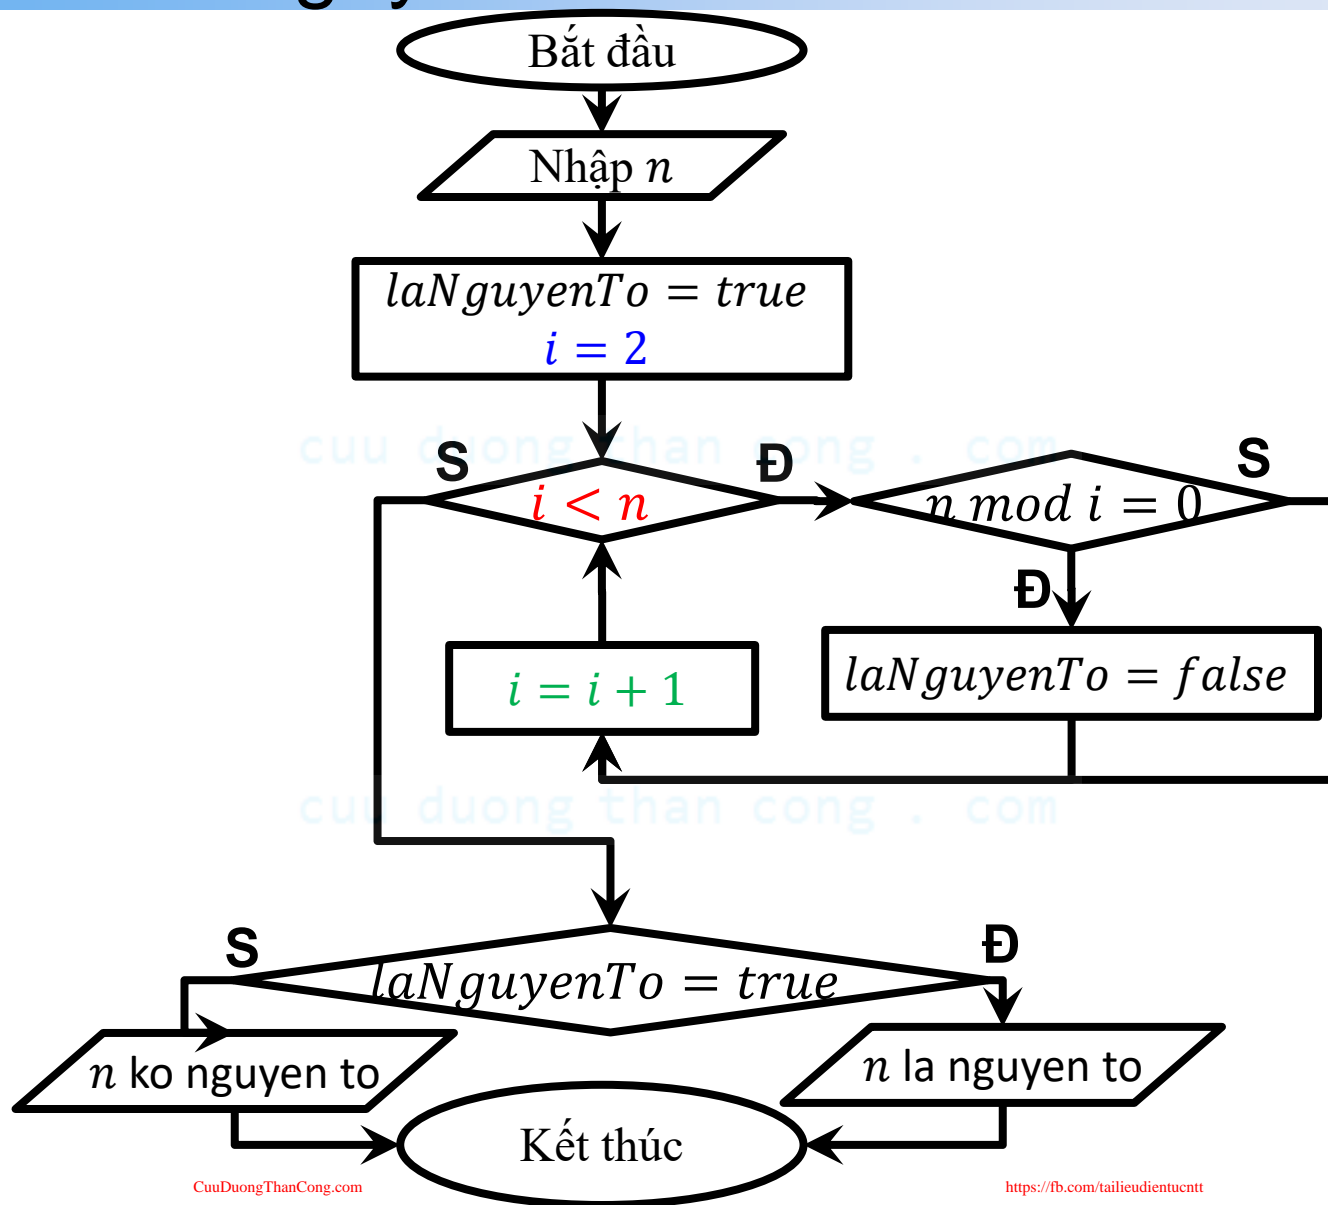 Bắt đầu
Nhập n
laNguyenTo = true
i = 2
cuu duong than cong . com
S
Đ
S
i < n
n mod i = 0
Đ
i = i + 1
laNguyenTo = false
cuu duong than cong . com
S
Đ
laNguyenTo = true
n ko nguyen to
n la nguyen to
Kết thúc
CuuDuongThanCong.com
https://fb.com/tailieudientucntt